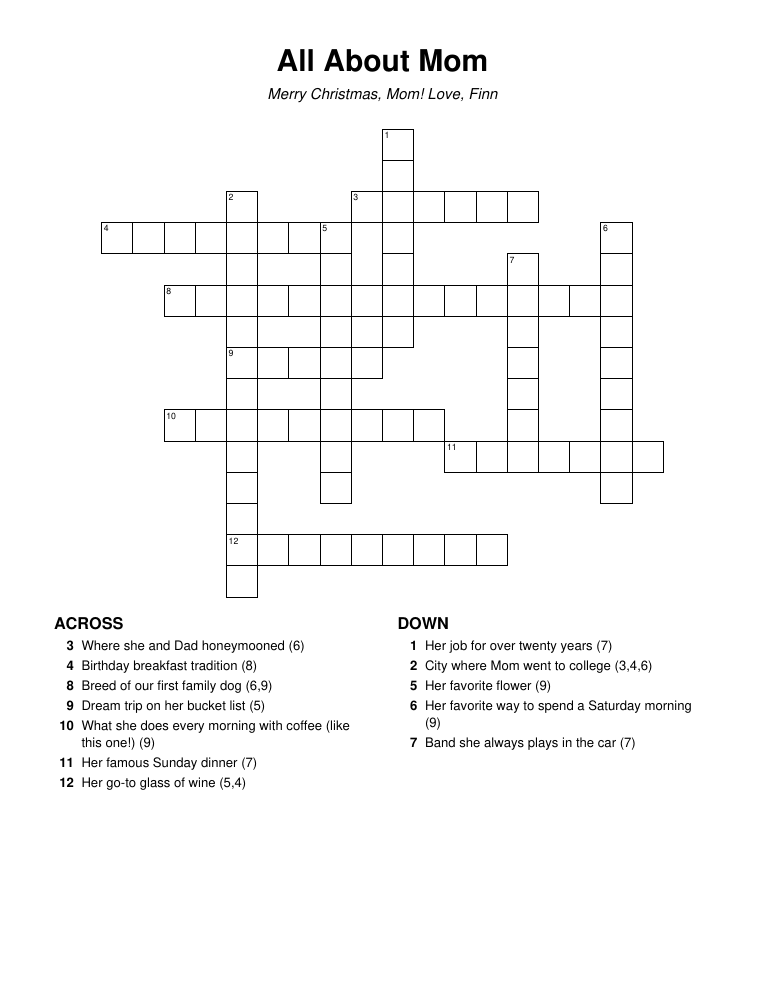 All About Mom
Merry Christmas, Mom! Love, Finn
1
2
3
4
5
6
7
8
9
10
11
12
ACROSS
3 Where she and Dad honeymooned (6)
4 Birthday breakfast tradition (8)
8 Breed of our first family dog (6,9)
9 Dream trip on her bucket list (5)
10 What she does every morning with coffee (like
this one!) (9)
11 Her famous Sunday dinner (7)
12 Her go-to glass of wine (5,4)
DOWN
1 Her job for over twenty years (7)
2 City where Mom went to college (3,4,6)
5 Her favorite flower (9)
6 Her favorite way to spend a Saturday morning
(9)
7 Band she always plays in the car (7)